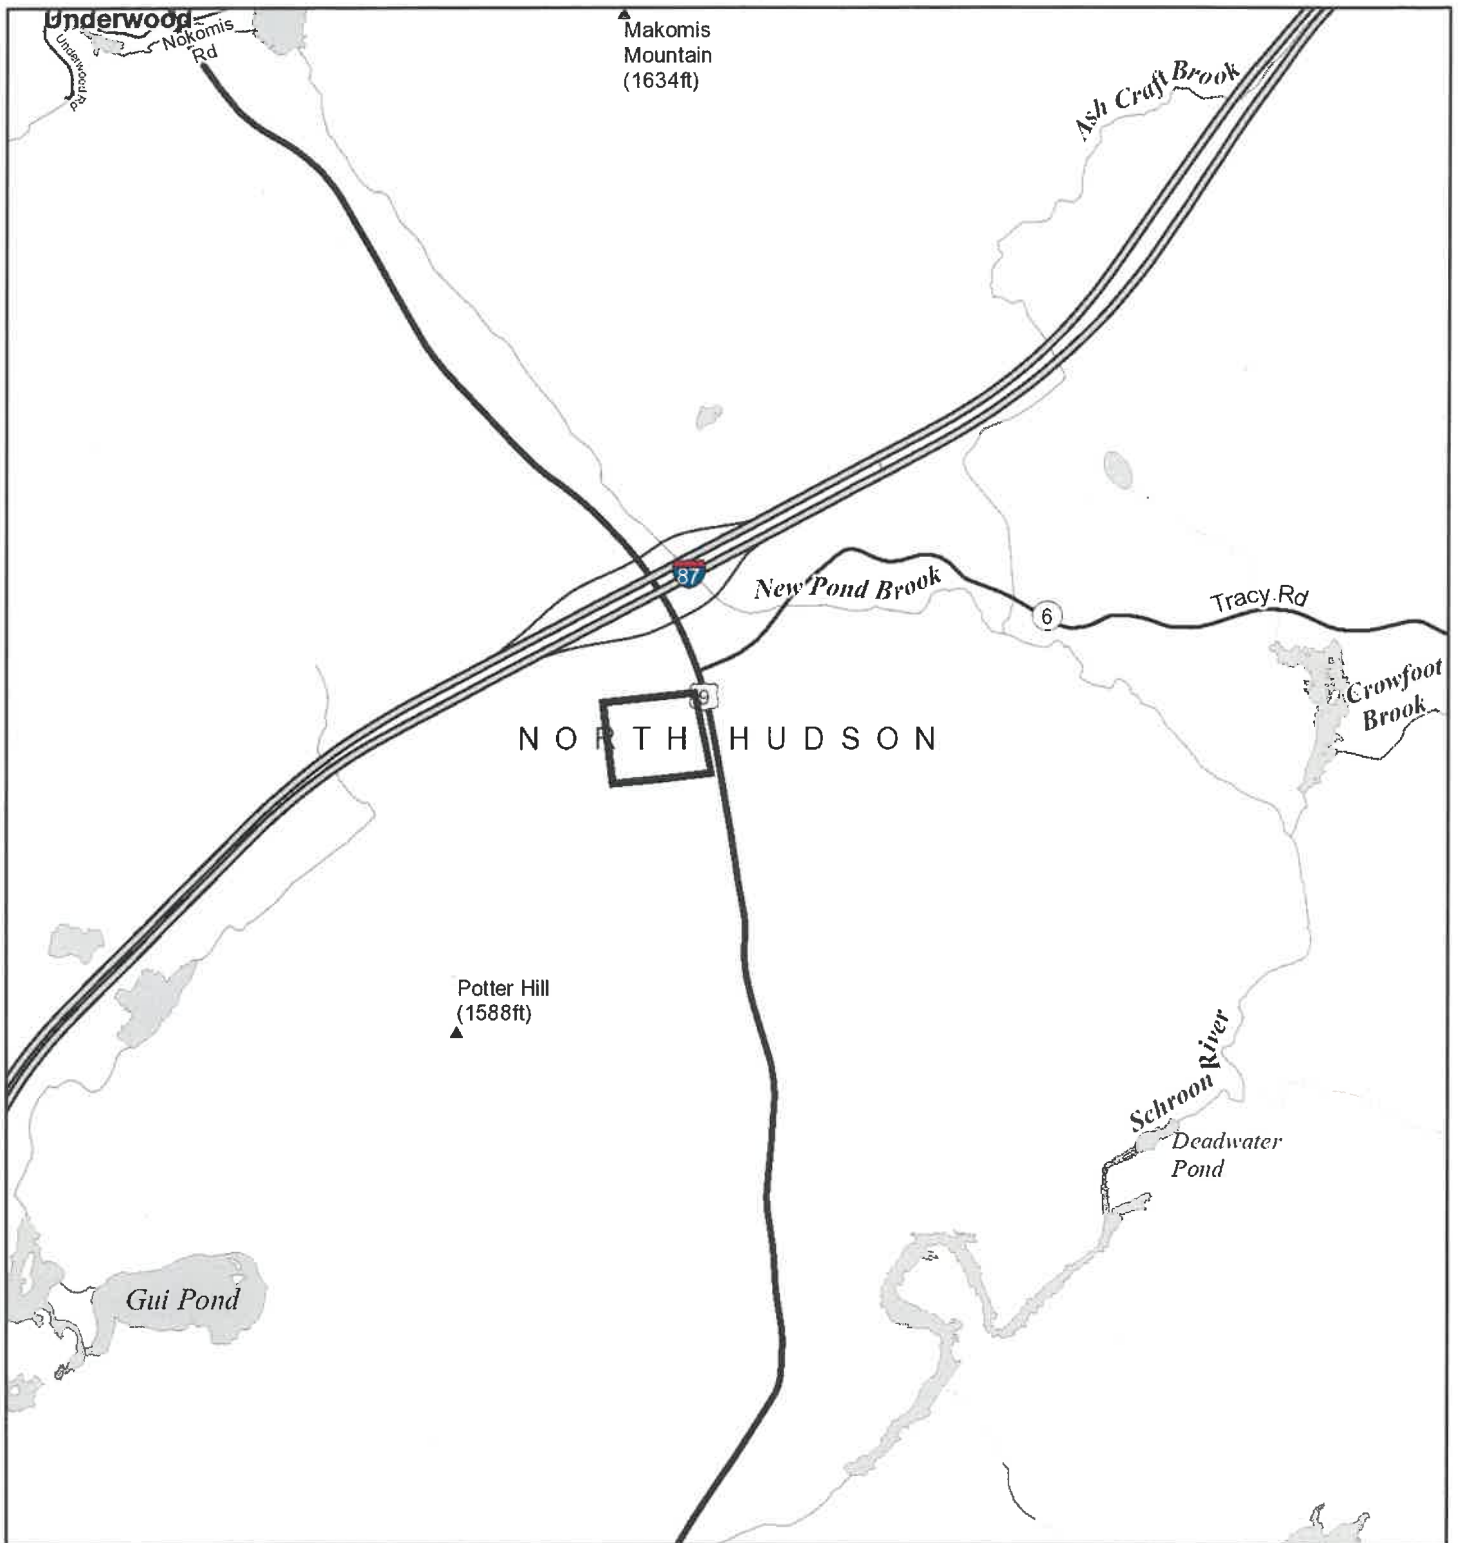 Underwood
Nokomis
Rd
Underwood Rd
Makomis
Mountain
(1634ft)
Ash Craft Brook
87
New Pond Brook
6
Tracy Rd
9
Crowfoot
Brook
NORTH HUDSON
Potter Hill
(1588ft)
Schroon River
Deadwater
Pond
Gui Pond